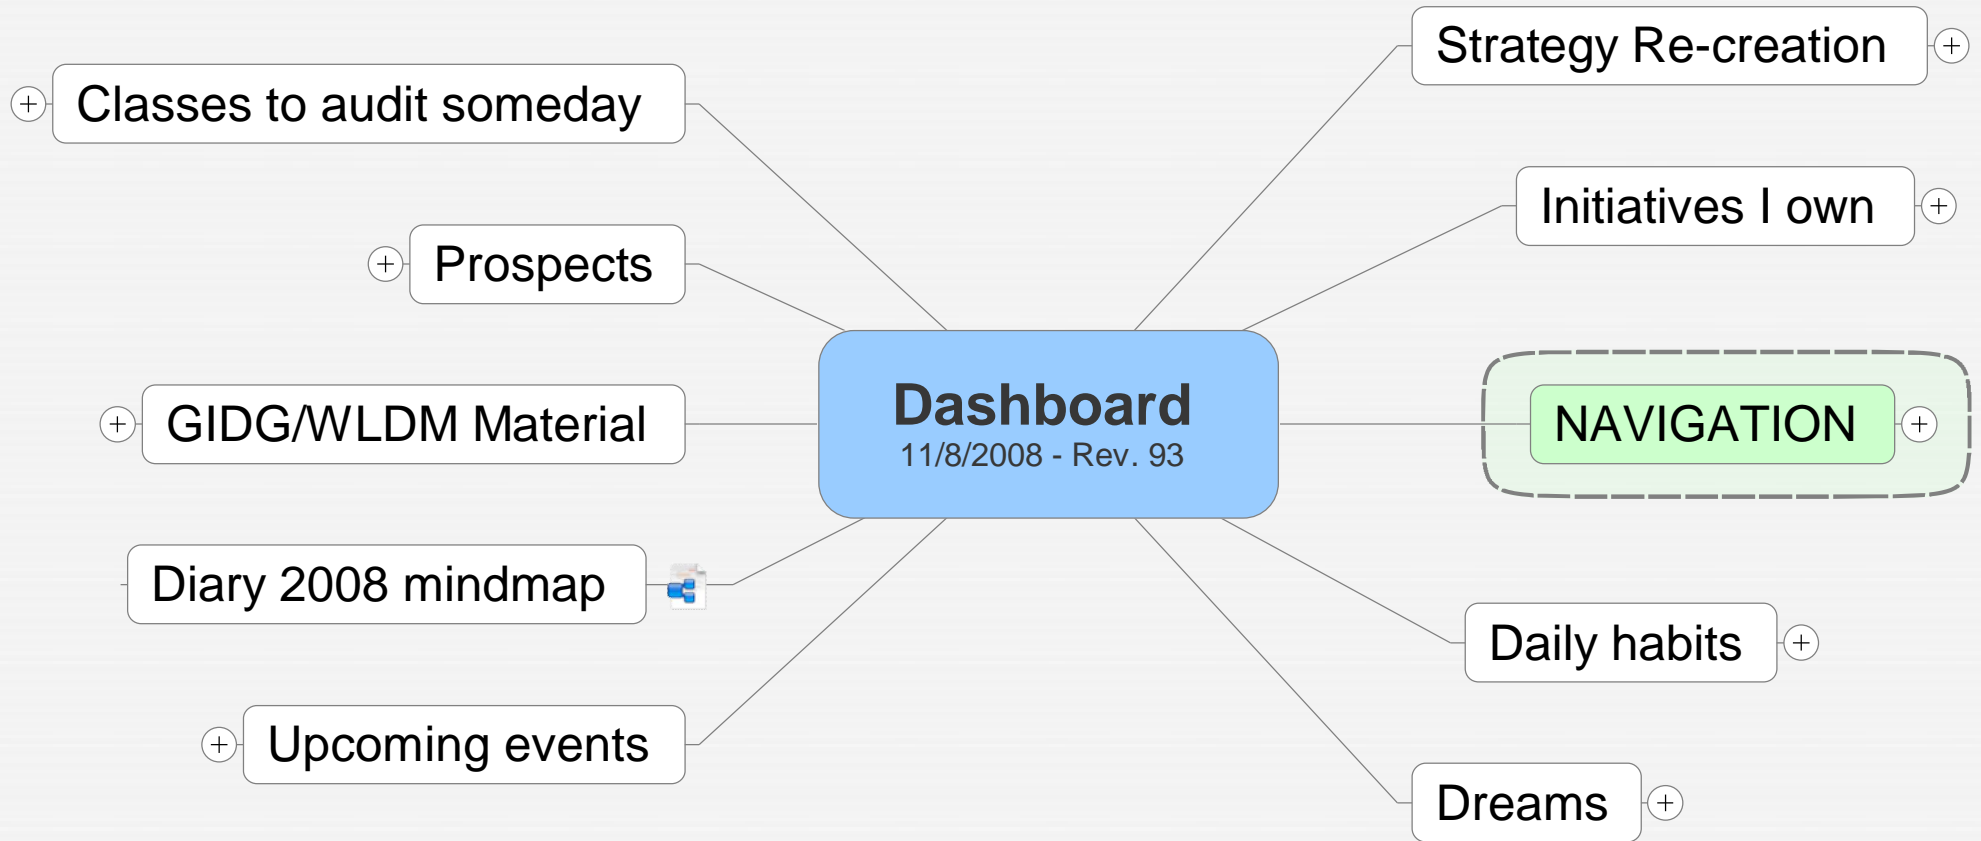 Strategy Re-creation
Classes to audit someday
Initiatives I own
Prospects
Dashboard
11/8/2008 - Rev. 93
NAVIGATION
GIDG/WLDM Material
Diary 2008 mindmap
Daily habits
Upcoming events
Dreams